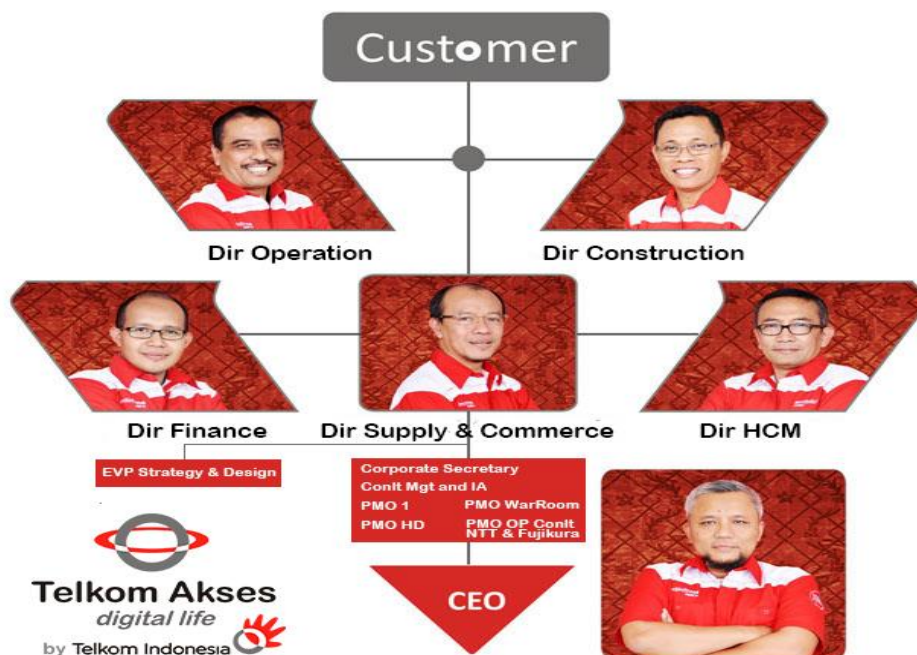 Customer
Dir Operation
Dir Construction
Dir Finance
Dir Supply & Commerce
Dir HCM
EVP Strategy & Design
Corporate Secretary
Conlt Mgt and IA
PMO 1
PMO WarRoom
PMO HD
PMO OP Conlt
NTT & Fujikura
CEO
Telkom Akses
digital life
by Telkom Indonesia